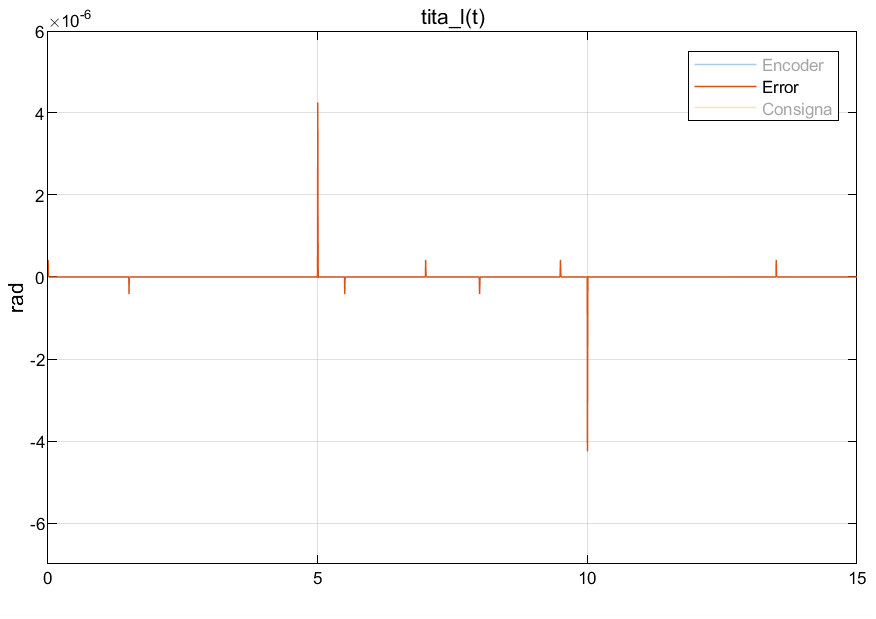 tita_l(t)
×10-6
6
4
2
0
-2
-4
-6
rad
0
5
10
15
Encoder
Error
Consigna